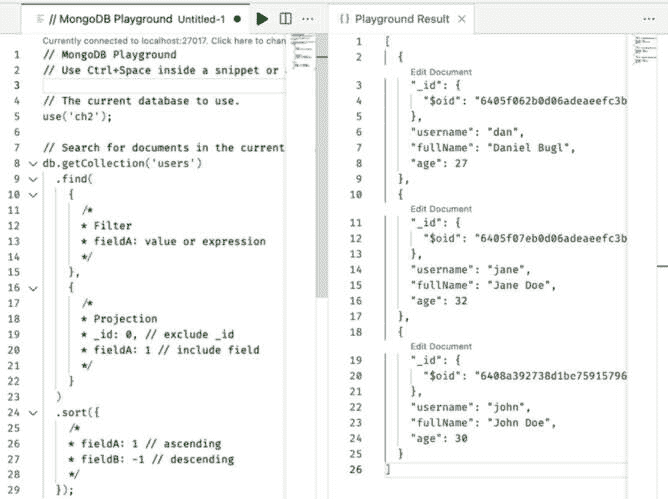 // MongoDB Playground Untitled-1
Currently connected to localhost:27017. Click here to chan
1 // MongoDB Playground
2 // Use Ctrl+Space inside a snippet or
3
4 // The current database to use.
5 use('ch2');
6
7 // Search for documents in the current
8 db.getCollection('users')
9 .find(
10 {
11 /*
12 * Filter
13 * fieldA: value or expression
14 */
15 },
16 {
17 /*
18 * Projection
19 * _id: 0, // exclude _id
20 * fieldA: 1 // include field
21 */
22 }
23 )
24 .sort({
25 /*
26 * fieldA: 1 // ascending
27 * fieldB: -1 // descending
28 */
29 });
{ } Playground Result
1 [
2 {
Edit Document
3 "_id": {
4 "$oid": "6405f062b0d06adeaeefc3b
5 },
6 "username": "dan",
7 "fullName": "Daniel Bugl",
8 "age": 27
9 },
10 {
Edit Document
11 "_id": {
12 "$oid": "6405f07eb0d06adeaeefc3b
13 },
14 "username": "jane",
15 "fullName": "Jane Doe",
16 "age": 32
17 },
18 {
Edit Document
19 "_id": {
20 "$oid": "6408a392738d1be75915796
21 },
22 "username": "john",
23 "fullName": "John Doe",
24 "age": 30
25 }
26 ]